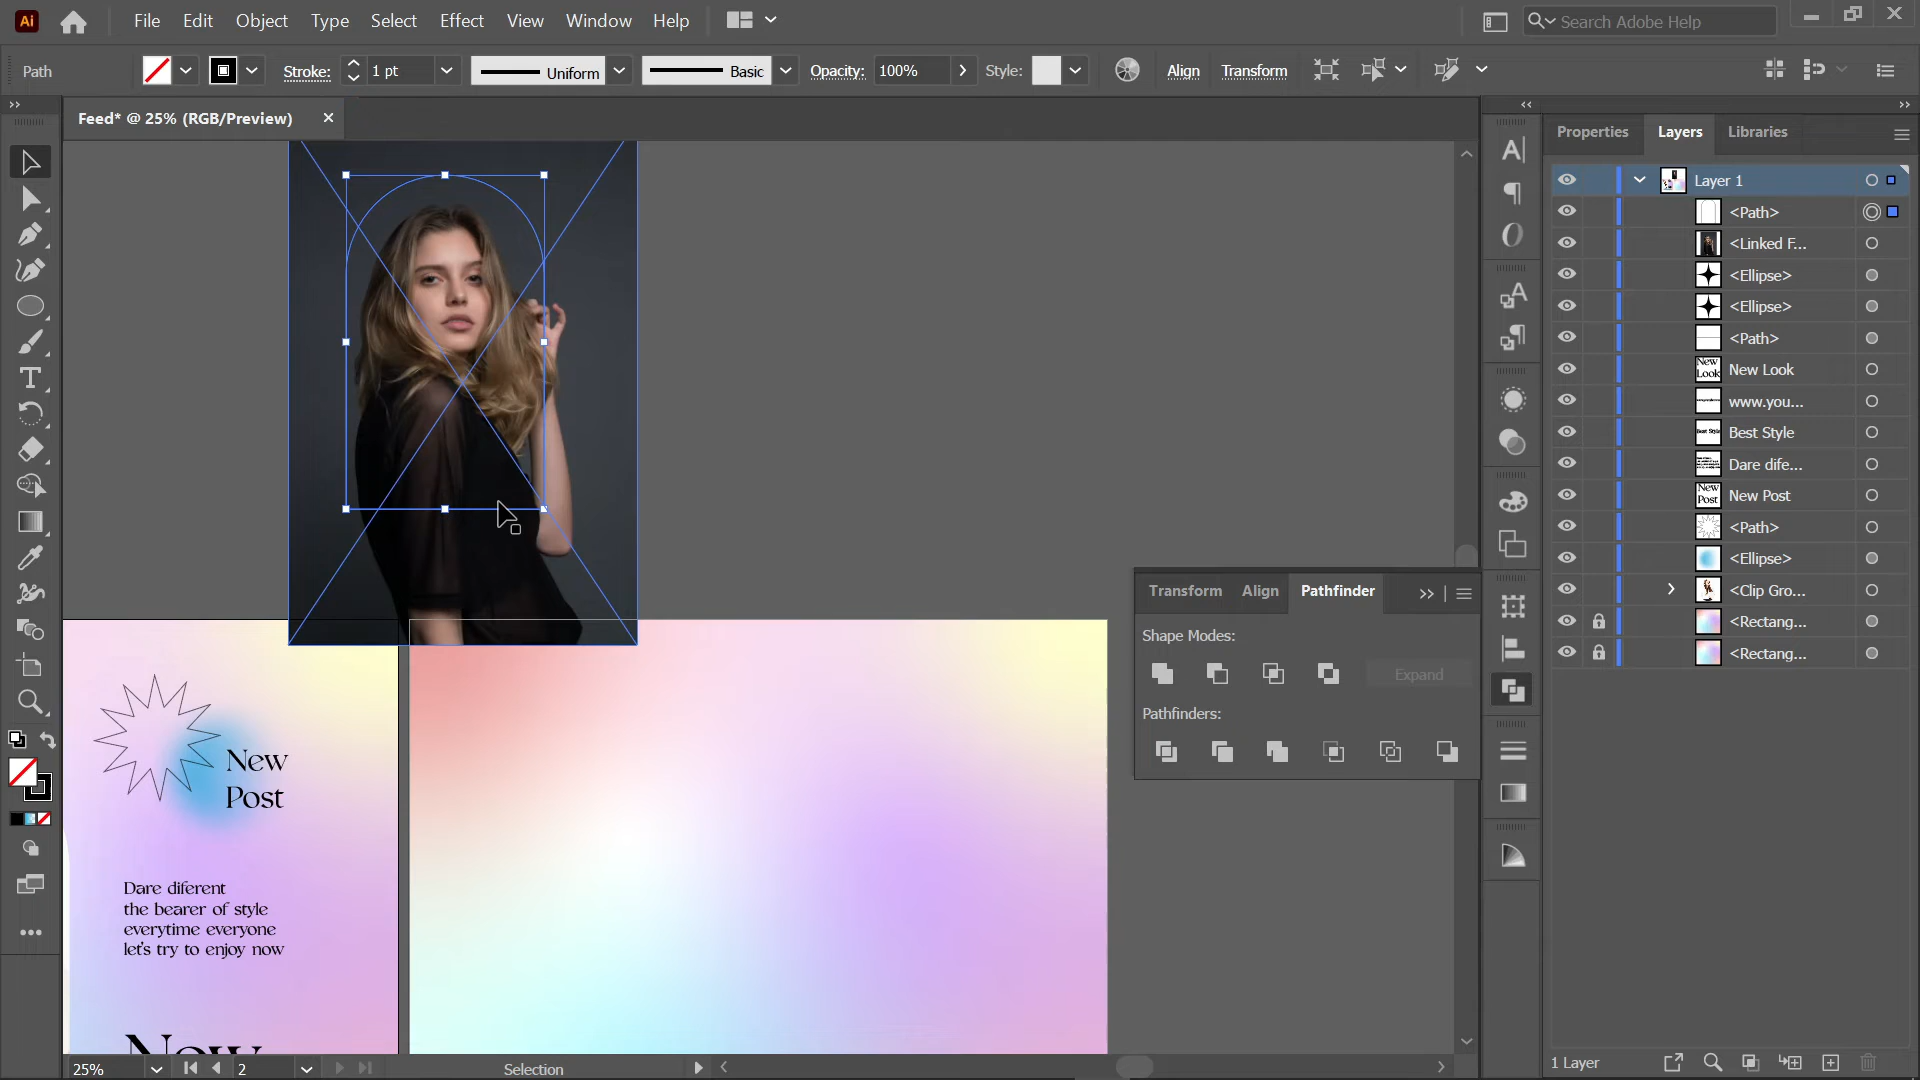 Ai File Edit Object Type Select Effect View Window Help Search Adobe Help
Path Stroke: 1 pt Uniform Basic Opacity: 100% Style: Align Transform
Feed* @ 25% (RGB/Preview)
Properties Layers Libraries
Layer 1
<Path>
<Linked F...
<Ellipse>
<Ellipse>
<Path>
New Look
www.you...
Best Style
Dare dife...
New Post
<Path>
<Ellipse>
<Clip Gro...
<Rectang...
<Rectang...
Transform Align Pathfinder
Shape Modes:
Expand
Pathfinders:
New
Post
Dare diferent
the bearer of style
everytime everyone
let's try to enjoy now
New
25% 2 Selection
1 Layer